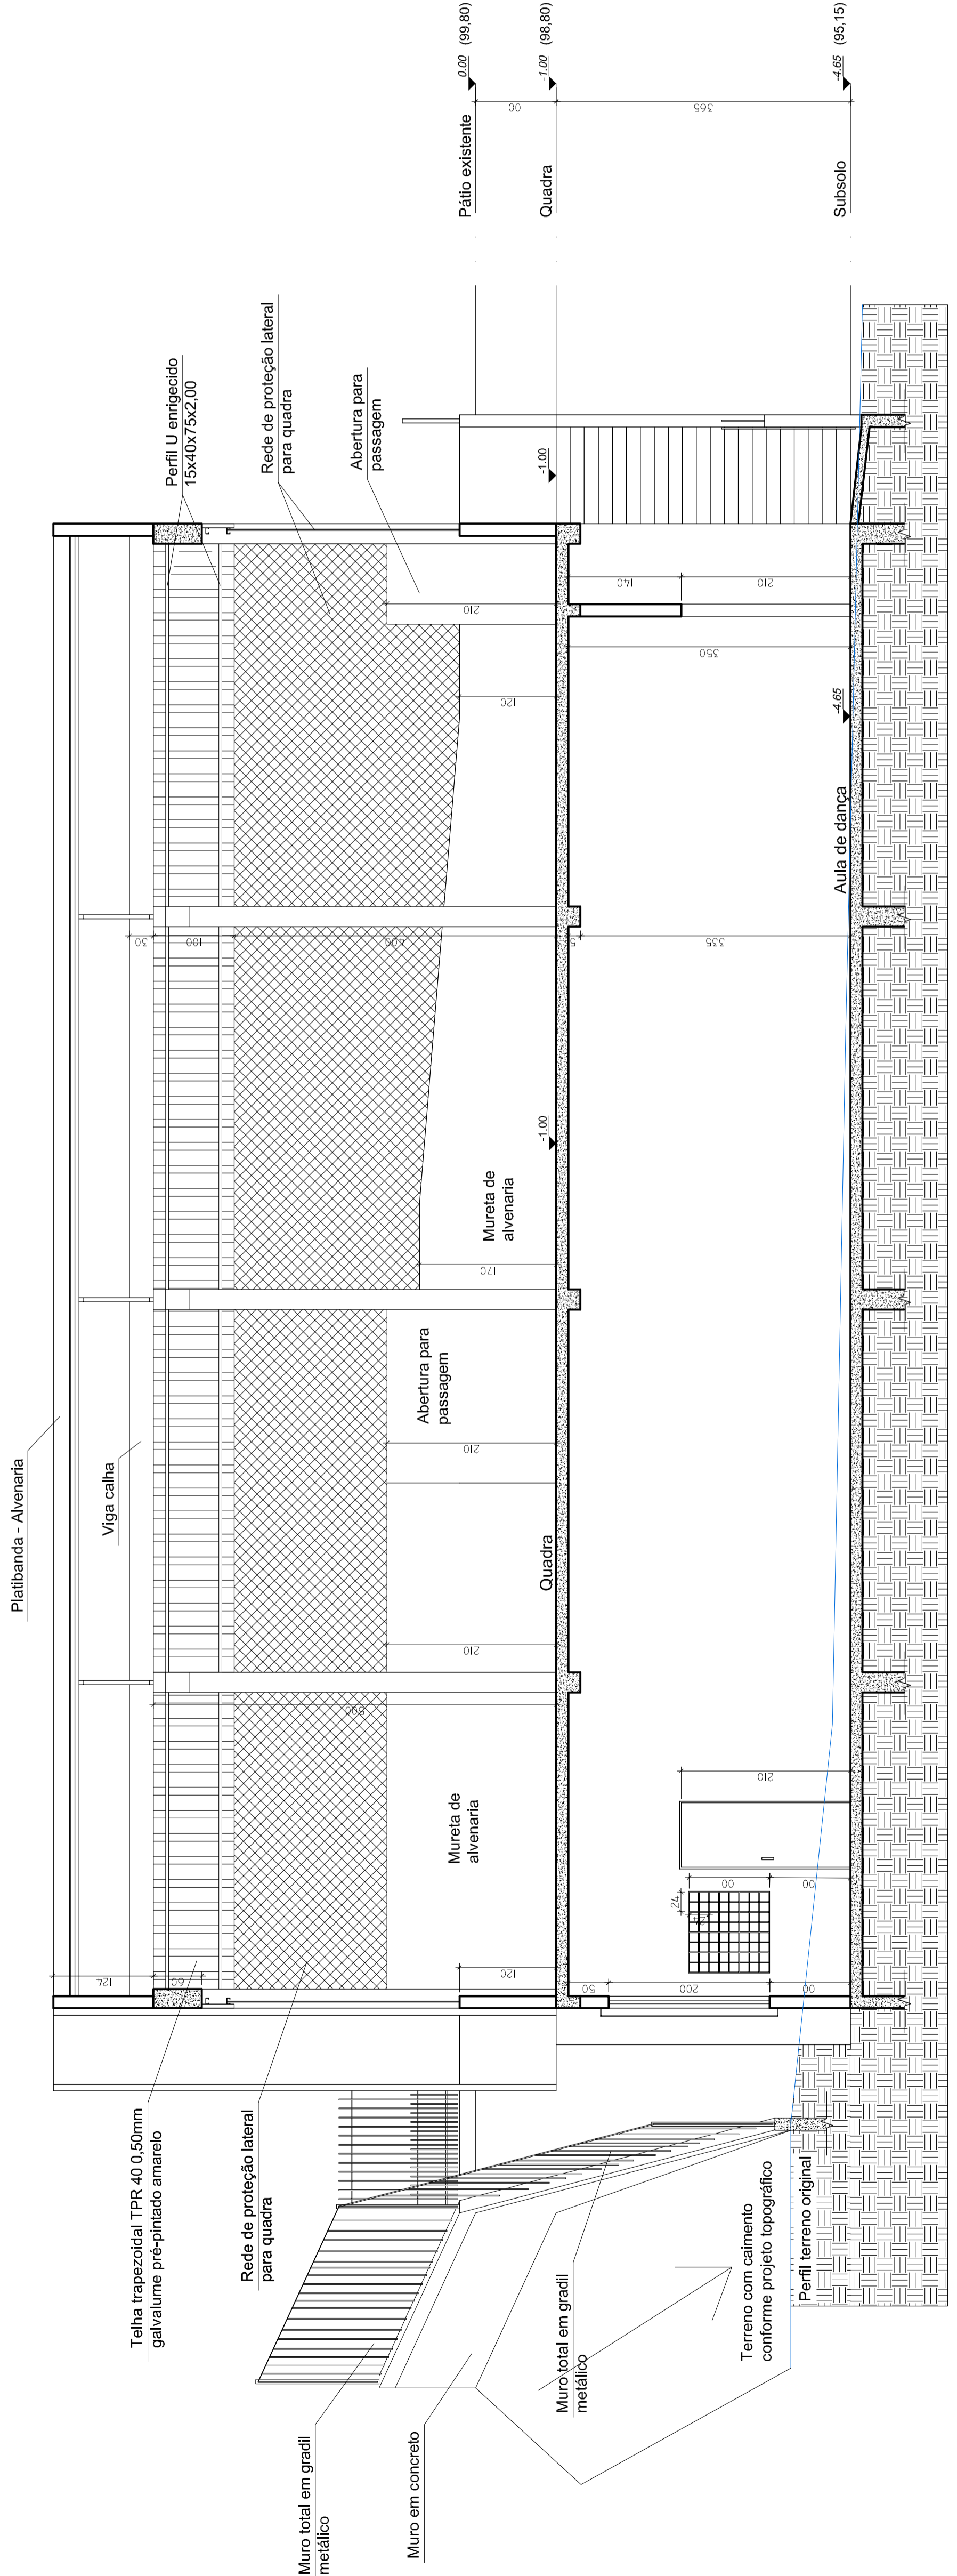 Platibanda - Alvenaria
Viga calha
Perfil U enrigecido
15x40x75x2,00
Rede de proteção lateral
para quadra
Abertura para
passagem
Telha trapezoidal TPR 40 0,50mm
galvalume pré-pintado amarelo
Rede de proteção lateral
para quadra
Muro total em gradil
metálico
Muro em concreto
Muro total em gradil
metálico
Terreno com caimento
conforme projeto topográfico
Perfil terreno original
Mureta de
alvenaria
Abertura para
passagem
Mureta de
alvenaria
Quadra
-1.00
-1.00
Aula de dança
-4.65
Pátio existente
0.00 (99,80)
Quadra
-1.00 (98,80)
Subsolo
-4.65 (95,15)
100
365
124
60
120
50
200
100
24
24
100
100
210
500
210
210
170
30
100
400
15
335
120
210
350
140
210